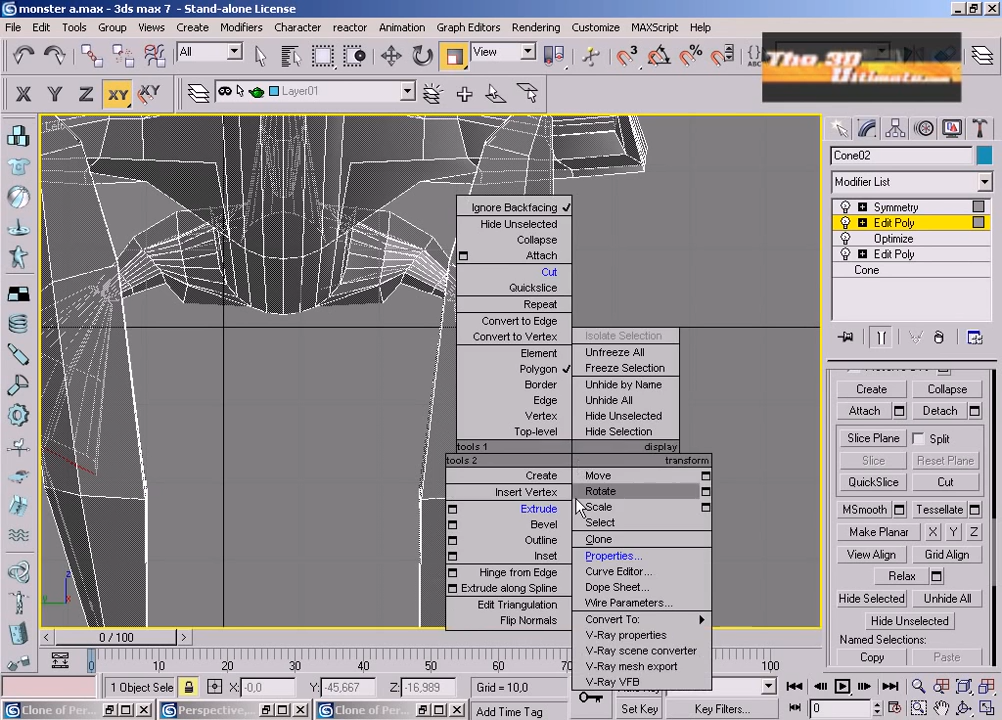 monster a.max - 3ds max 7 - Stand-alone License
File Edit Tools Group Views Create Modifiers Character reactor Animation Graph Editors Rendering Customize MAXScript Help
All
View
The 3D
Ultimate.com
X Y Z XY XY
Layer01
Cone02
Modifier List
Symmetry
Edit Poly
Optimize
Edit Poly
Cone
Ignore Backfacing
Hide Unselected
Collapse
Attach
Cut
Quickslice
Repeat
Convert to Edge
Convert to Vertex
Element
Polygon
Border
Edge
Vertex
Top-level
tools 1
Isolate Selection
Unfreeze All
Freeze Selection
Unhide by Name
Unhide All
Hide Unselected
Hide Selection
display
tools 2
Create
Insert Vertex
Extrude
Bevel
Outline
Inset
Hinge from Edge
Extrude along Spline
Edit Triangulation
Flip Normals
transform
Move
Rotate
Scale
Select
Clone
Properties...
Curve Editor...
Dope Sheet...
Wire Parameters...
Convert To:
V-Ray properties
V-Ray scene converter
V-Ray mesh export
V-Ray VFB
Create Collapse
Attach Detach
Slice Plane Split
Slice Reset Plane
QuickSlice Cut
MSmooth Tessellate
Make Planar X Y Z
View Align Grid Align
Relax
Hide Selected Unhide All
Hide Unselected
Named Selections:
Copy Paste
z
y
0 / 100
0 10 20 30 40 50 60 70 100
1 Object Sele X: -0,0 Y: -45,667 Z: -16,989 Grid = 10,0
Set Key Key Filters... 0
Clone of Pe Perspective, Clone of Pe Add Time Tag